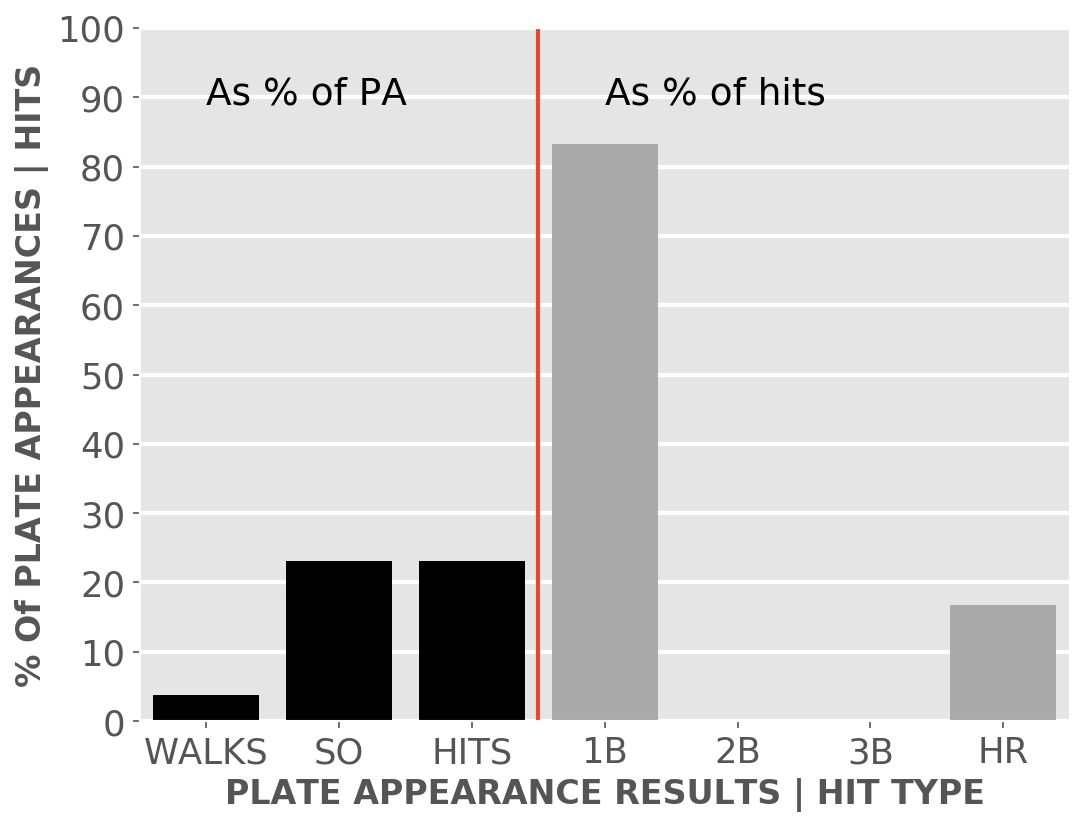 % Of PLATE APPEARANCES | HITS
100
90
80
70
60
50
40
30
20
10
0
As % of PA
As % of hits
WALKS SO HITS 1B 2B 3B HR
PLATE APPEARANCE RESULTS | HIT TYPE